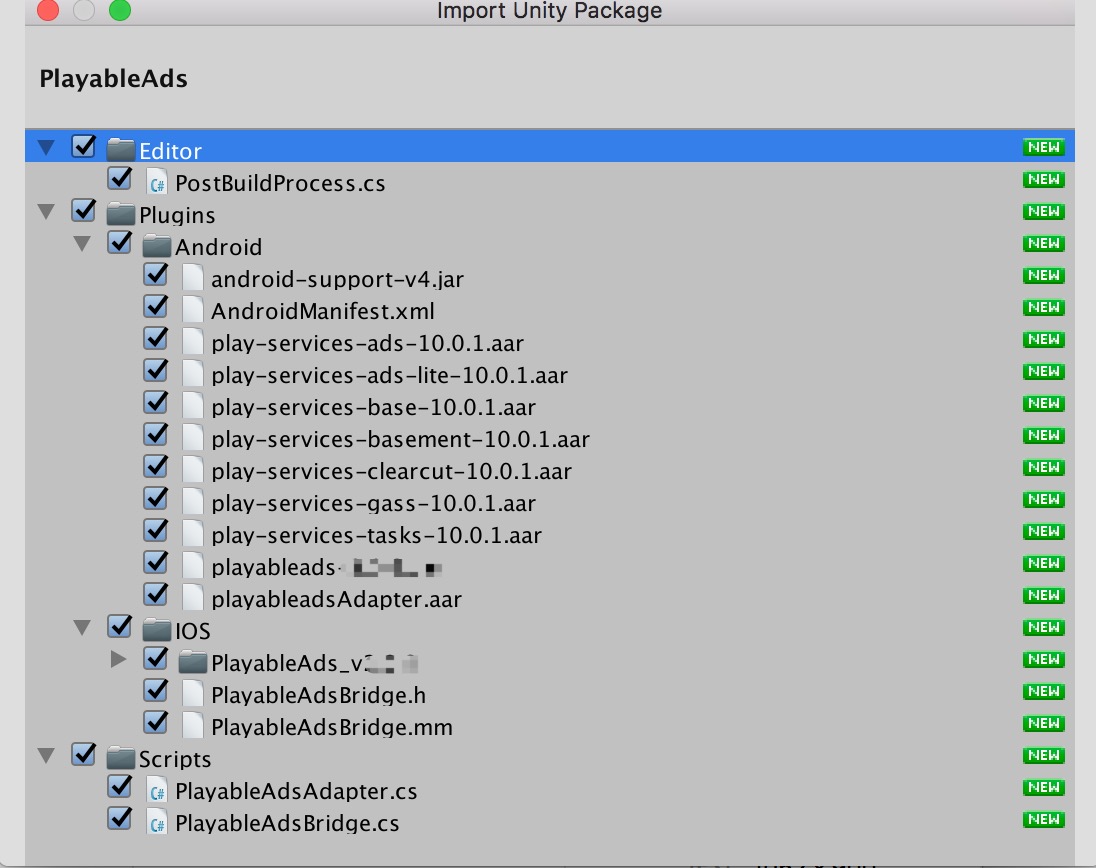 Import Unity Package
PlayableAds
Editor NEW
C# PostBuildProcess.cs NEW
Plugins NEW
Android NEW
android-support-v4.jar NEW
AndroidManifest.xml NEW
play-services-ads-10.0.1.aar NEW
play-services-ads-lite-10.0.1.aar NEW
play-services-base-10.0.1.aar NEW
play-services-basement-10.0.1.aar NEW
play-services-clearcut-10.0.1.aar NEW
play-services-gass-10.0.1.aar NEW
play-services-tasks-10.0.1.aar NEW
playableads- NEW
playableadsAdapter.aar NEW
IOS NEW
PlayableAds_v NEW
PlayableAdsBridge.h NEW
PlayableAdsBridge.mm NEW
Scripts NEW
C# PlayableAdsAdapter.cs NEW
C# PlayableAdsBridge.cs NEW